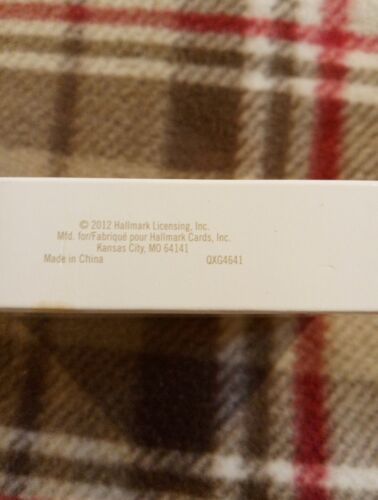 © 2012 Hallmark Licensing, Inc.
Mfd. for/Fabriqué pour Hallmark Cards, Inc.
Kansas City, MO 64141
Made in China QXG4641